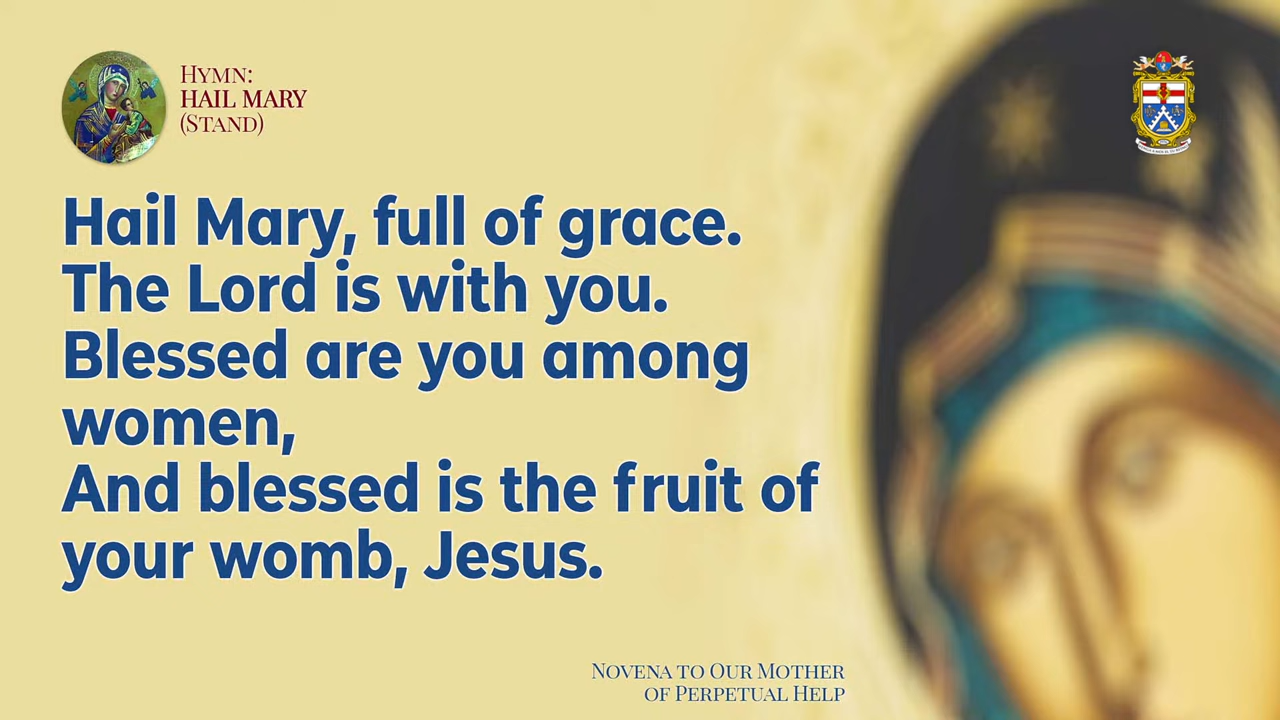 Hymn:
HAIL MARY
(Stand)
Hail Mary, full of grace.
The Lord is with you.
Blessed are you among
women,
And blessed is the fruit of
your womb, Jesus.
Novena to Our Mother
of Perpetual Help